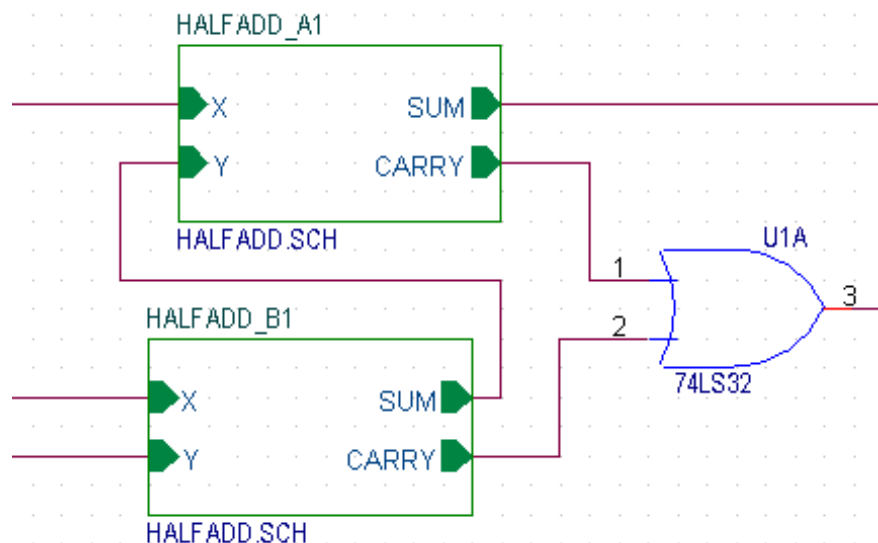 HALFADD_A1
X
SUM
Y
CARRY
HALFADD.SCH
U1A
1
3
2
74LS32
HALFADD_B1
X
SUM
Y
CARRY
HALFADD.SCH